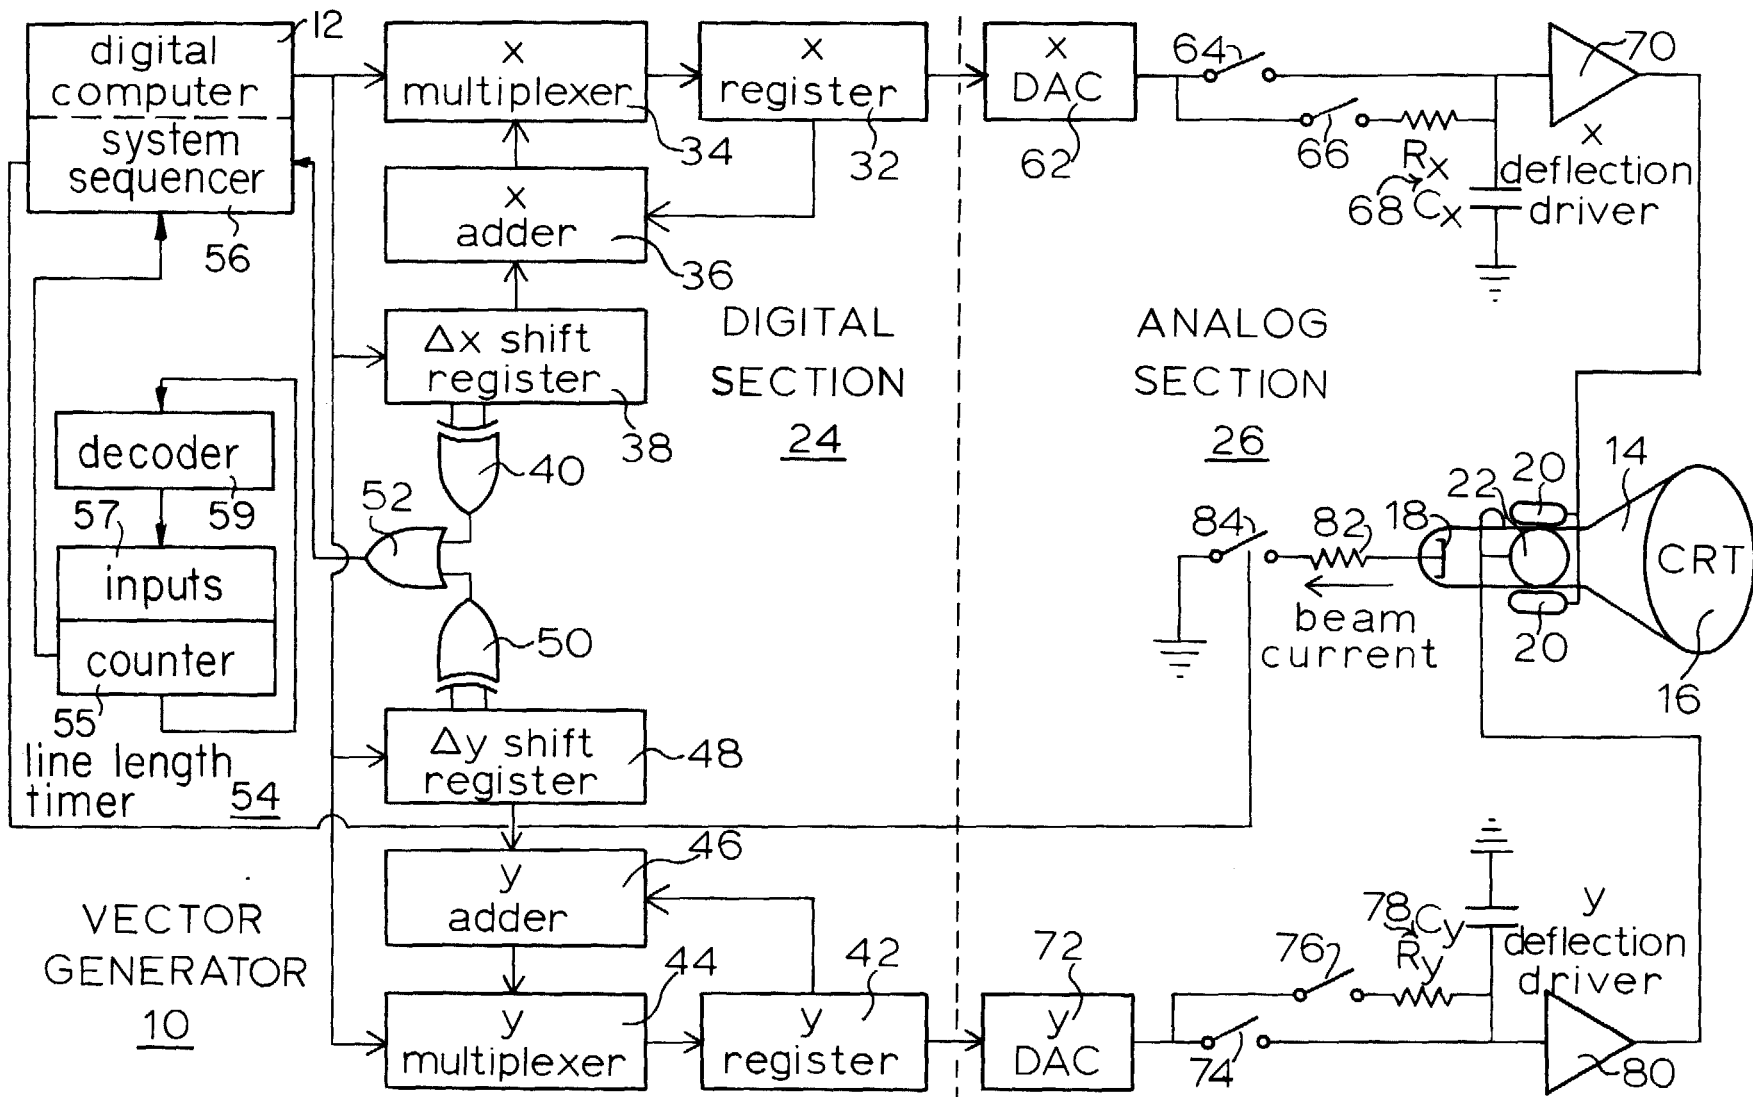 12
digital
computer
system
sequencer
56
x
multiplexer
34
x
register
32
x
DAC
62
64
66
Rx
68 Cx
70
x
deflection
driver
x
adder
36
Δx shift
register
38
DIGITAL
SECTION
24
ANALOG
SECTION
26
decoder
59
57
inputs
counter
55
line length
timer 54
40
52
50
84
82
beam
current
18
22
20
20
14
CRT
16
Δy shift
register
48
y
adder
46
y
multiplexer
44
y
register
42
y
DAC
72
76
74
78 Cy
Ry
y
deflection
driver
80
VECTOR
GENERATOR
10